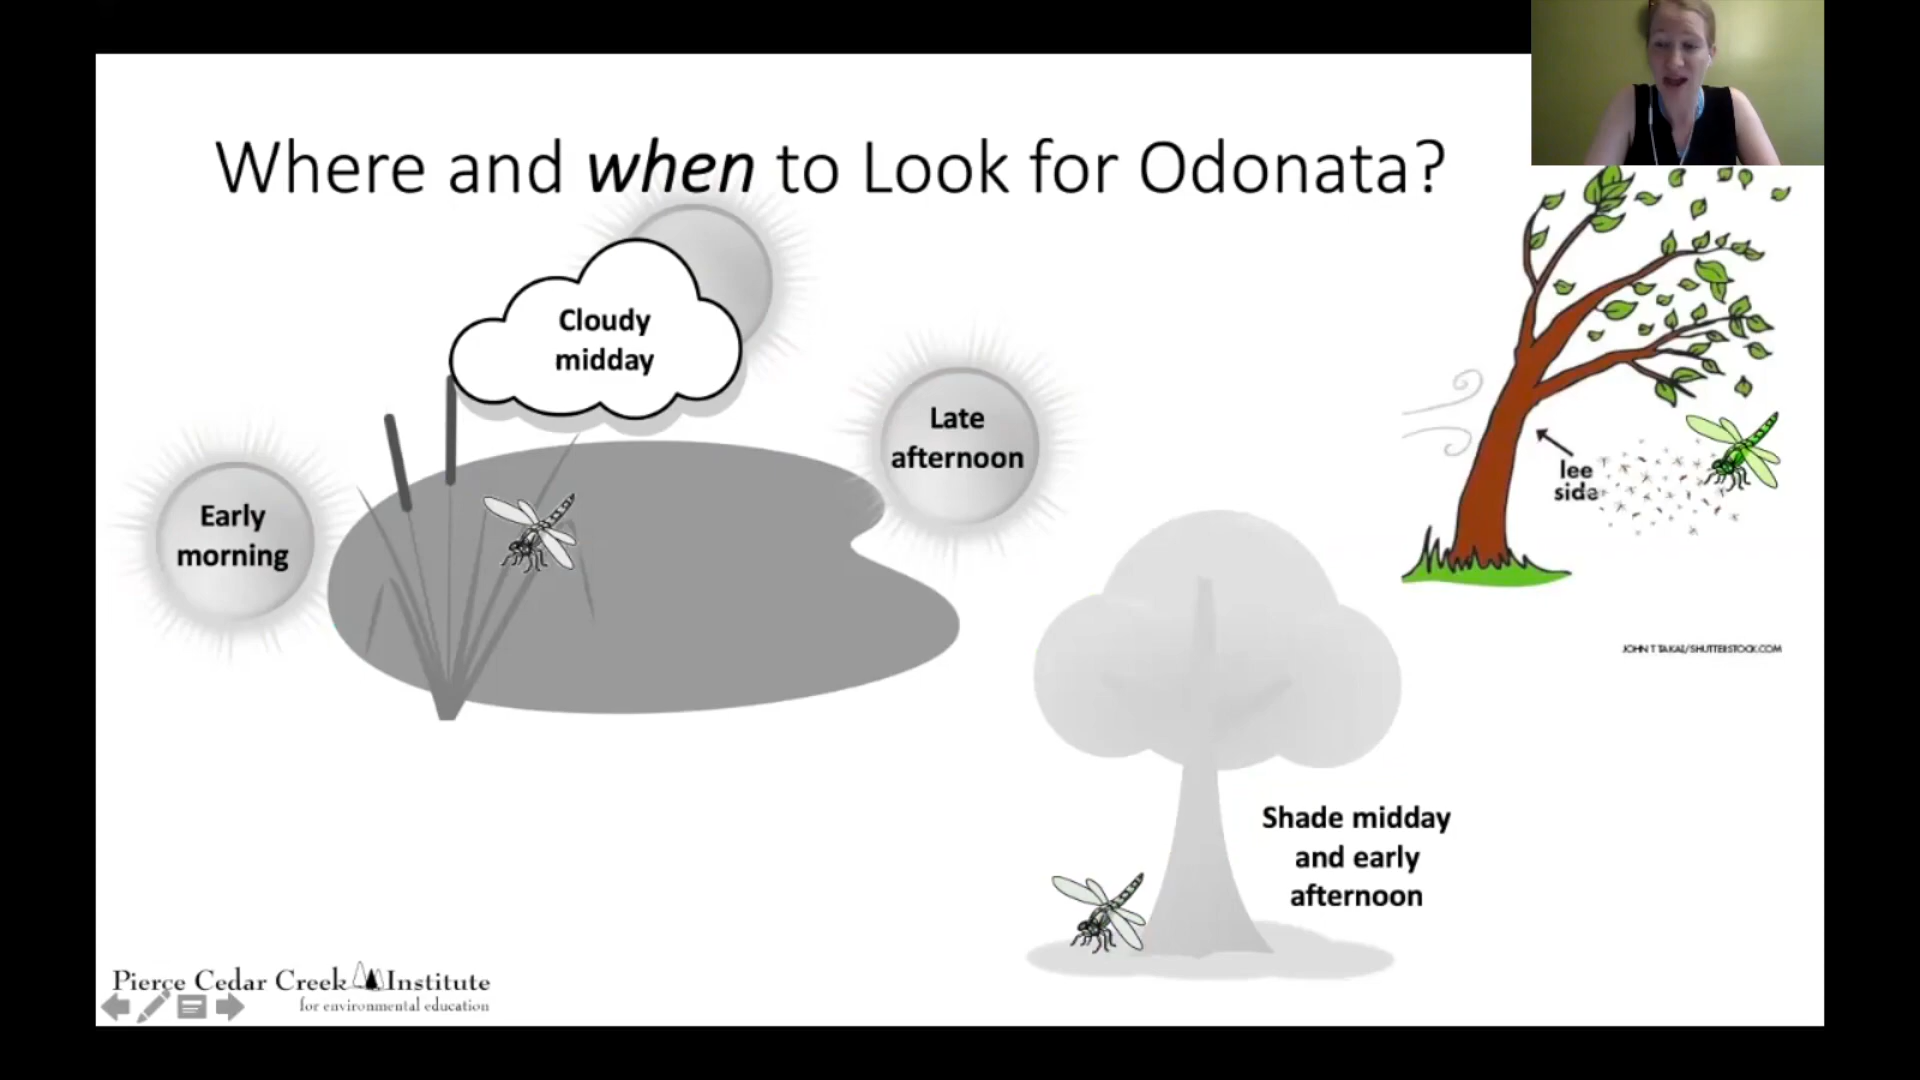 Where and when to Look for Odonata?
Cloudy
midday
Late
afternoon
Early
morning
lee
side
JOHN T TAKAI/SHUTTERSTOCK.COM
Shade midday
and early
afternoon
Pierce Cedar Creek Institute
for environmental education